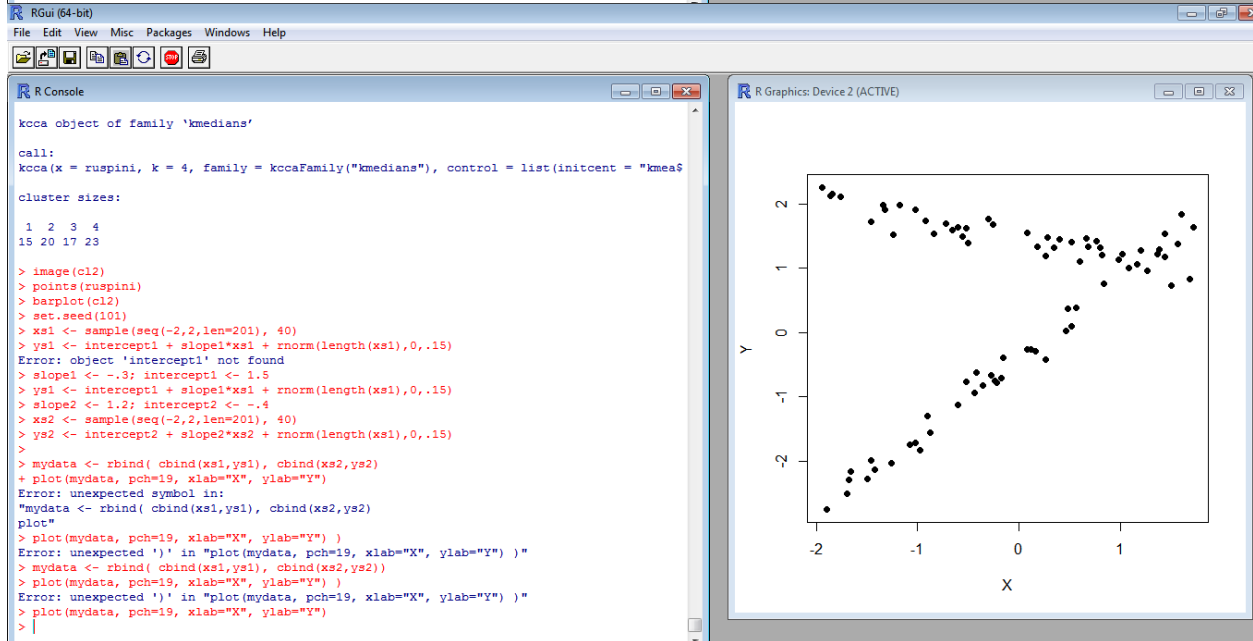 RGui (64-bit)
File Edit View Misc Packages Windows Help
STOP
R Console
kcca object of family ‘kmedians’
call:
kcca(x = ruspini, k = 4, family = kccaFamily("kmedians"), control = list(initcent = "kmea$
cluster sizes:
1 2 3 4
15 20 17 23
> image(cl2)
> points(ruspini)
> barplot(cl2)
> set.seed(101)
> xs1 <- sample(seq(-2,2,len=201), 40)
> ys1 <- intercept1 + slope1*xs1 + rnorm(length(xs1),0,.15)
Error: object 'intercept1' not found
> slope1 <- -.3; intercept1 <- 1.5
> ys1 <- intercept1 + slope1*xs1 + rnorm(length(xs1),0,.15)
> slope2 <- 1.2; intercept2 <- -.4
> xs2 <- sample(seq(-2,2,len=201), 40)
> ys2 <- intercept2 + slope2*xs2 + rnorm(length(xs1),0,.15)
>
> mydata <- rbind( cbind(xs1,ys1), cbind(xs2,ys2)
+ plot(mydata, pch=19, xlab="X", ylab="Y")
Error: unexpected symbol in:
"mydata <- rbind( cbind(xs1,ys1), cbind(xs2,ys2)
plot"
> plot(mydata, pch=19, xlab="X", ylab="Y") )
Error: unexpected ')' in "plot(mydata, pch=19, xlab="X", ylab="Y") )"
> mydata <- rbind( cbind(xs1,ys1), cbind(xs2,ys2))
> plot(mydata, pch=19, xlab="X", ylab="Y") )
Error: unexpected ')' in "plot(mydata, pch=19, xlab="X", ylab="Y") )"
> plot(mydata, pch=19, xlab="X", ylab="Y")
>
R Graphics: Device 2 (ACTIVE)
2
1
0
-1
-2
Y
-2 -1 0 1
X